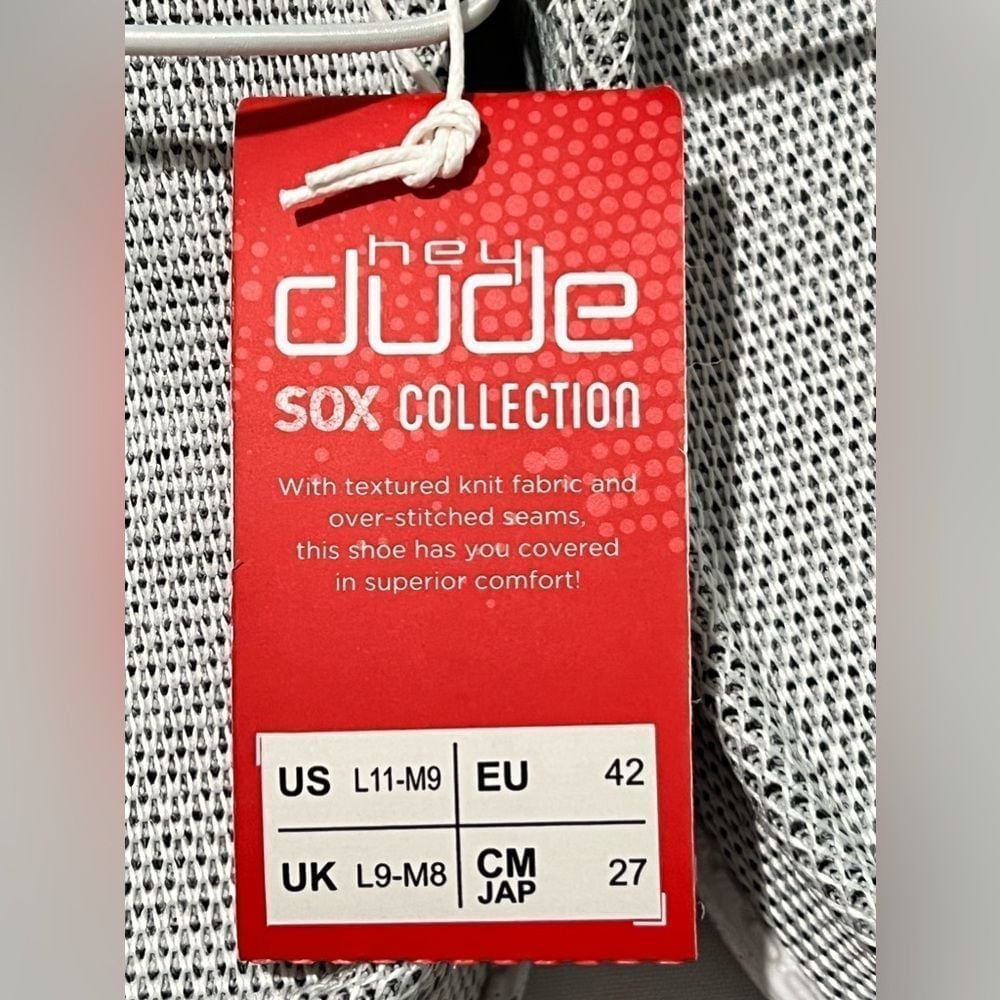 hey
dude
SOX COLLECTION
With textured knit fabric and
over-stitched seams,
this shoe has you covered
in superior comfort!
US L11-M9 EU 42
UK L9-M8 CM JAP 27